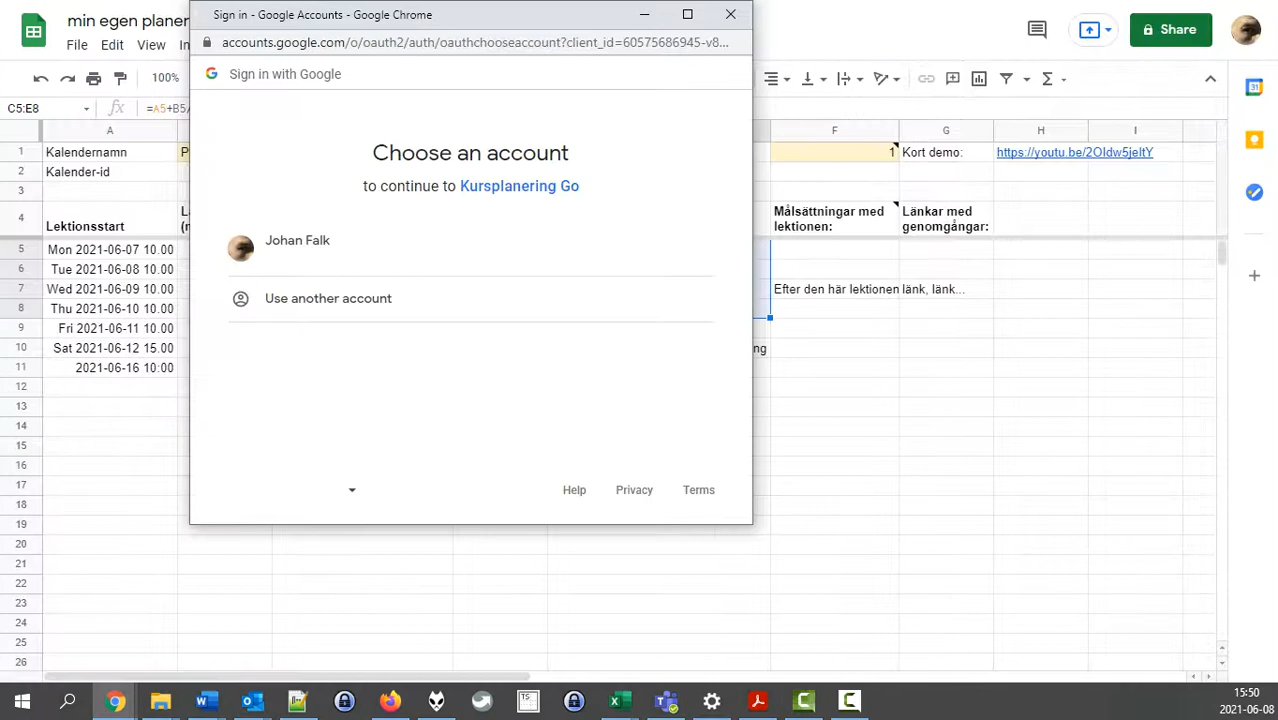 min egen planer
File Edit View In
Share
100%
C5:E8
=A5+B5/
Sign in - Google Accounts - Google Chrome
accounts.google.com/o/oauth2/auth/oauthchooseaccount?client_id=60575686945-v8...
Sign in with Google
Choose an account
to continue to Kursplanering Go
Johan Falk
Use another account
Help Privacy Terms
A F G H I
1 Kalendernamn P 1 Kort demo: https://youtu.be/2OIdw5jeItY
2 Kalender-id
3
4 Lektionsstart Målsättningar med lektionen: Länkar med genomgångar:
5 Mon 2021-06-07 10.00
6 Tue 2021-06-08 10.00
7 Wed 2021-06-09 10.00 Efter den här lektionen länk, länk...
8 Thu 2021-06-10 10.00
9 Fri 2021-06-11 10.00
10 Sat 2021-06-12 15.00 ng
11 2021-06-16 10:00
12
13
14
15
16
17
18
19
20
21
22
23
24
25
26
15:50
2021-06-08